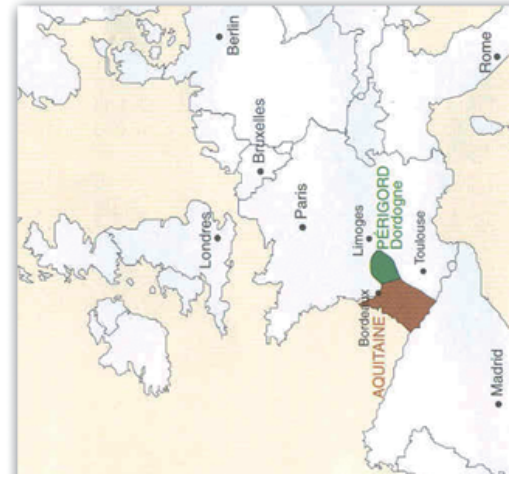 Londres
Berlin
Bruxelles
Paris
Limoges
Bordeaux
AQUITAINE
PÉRIGORD
Dordogne
Toulouse
Rome
Madrid